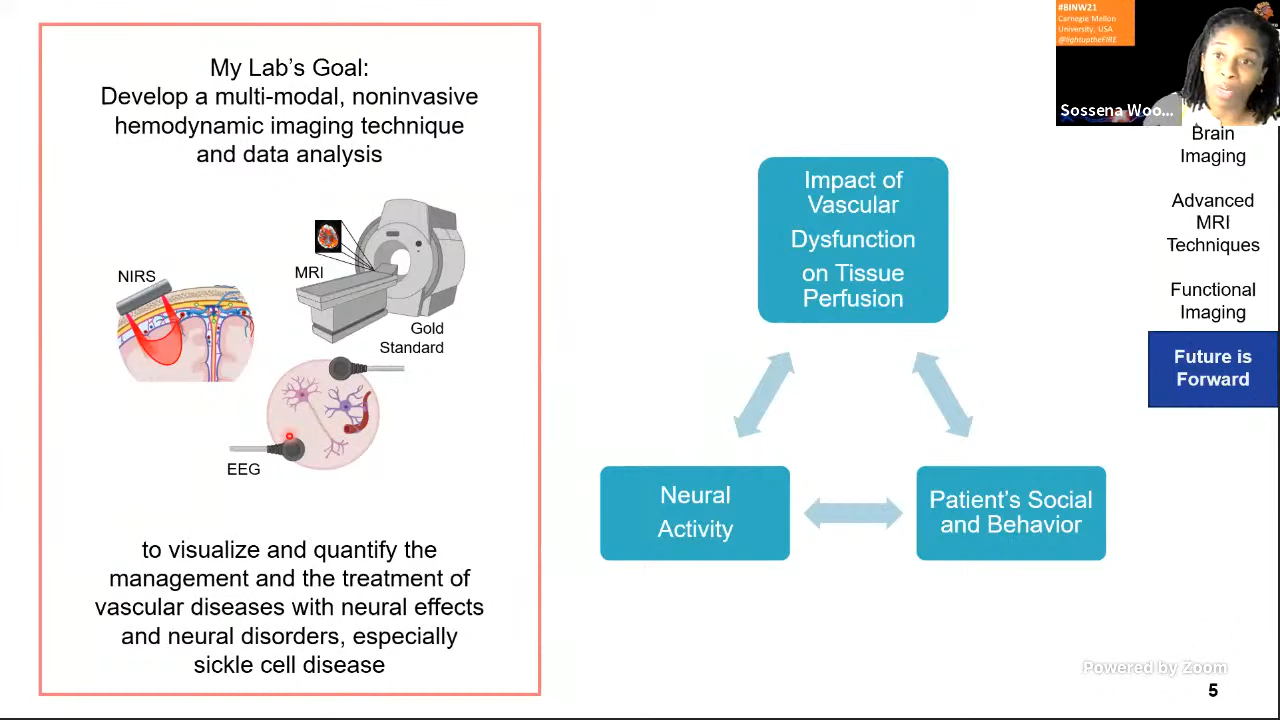 My Lab's Goal:
Develop a multi-modal, noninvasive
hemodynamic imaging technique
and data analysis
NIRS
MRI
Gold
Standard
EEG
to visualize and quantify the
management and the treatment of
vascular diseases with neural effects
and neural disorders, especially
sickle cell disease
Impact of
Vascular
Dysfunction
on Tissue
Perfusion
Neural
Activity
Patient's Social
and Behavior
#BINW21
Carnegie Mellon
University, USA
@lightuptheFIRE
Sossena Woo...
Brain
Imaging
Advanced
MRI
Techniques
Functional
Imaging
Future is
Forward
Powered by Zoom
5